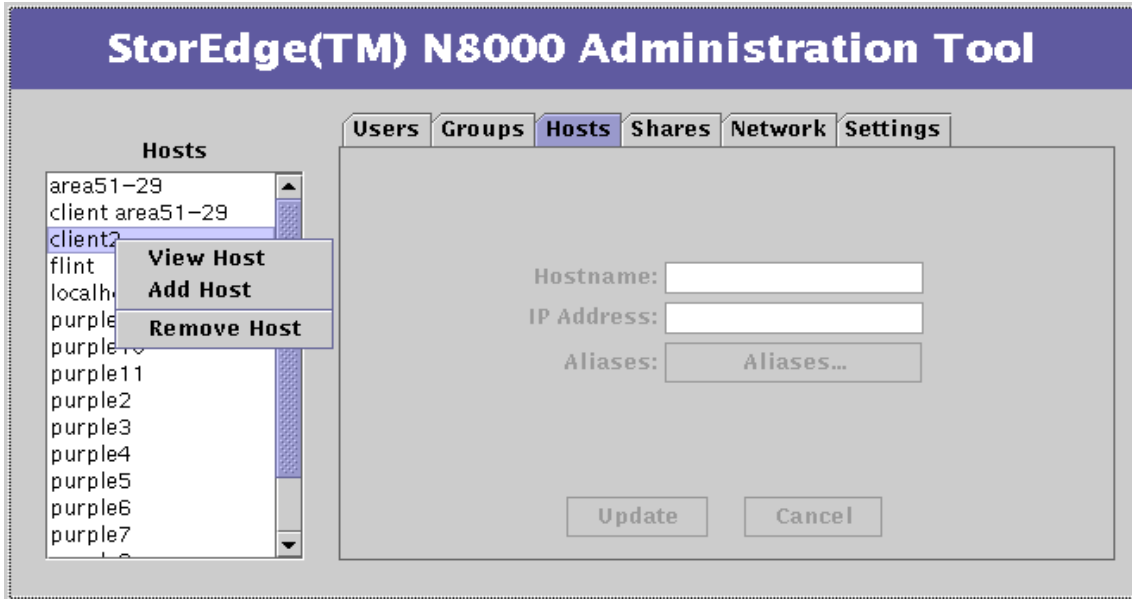 StorEdge(TM) N8000 Administration Tool
Users Groups Hosts Shares Network Settings
Hosts
area51-29
client area51-29
client2
flint
View Host
Add Host
Remove Host
purple11
purple2
purple3
purple4
purple5
purple6
purple7
Hostname:
IP Address:
Aliases: Aliases...
Update Cancel